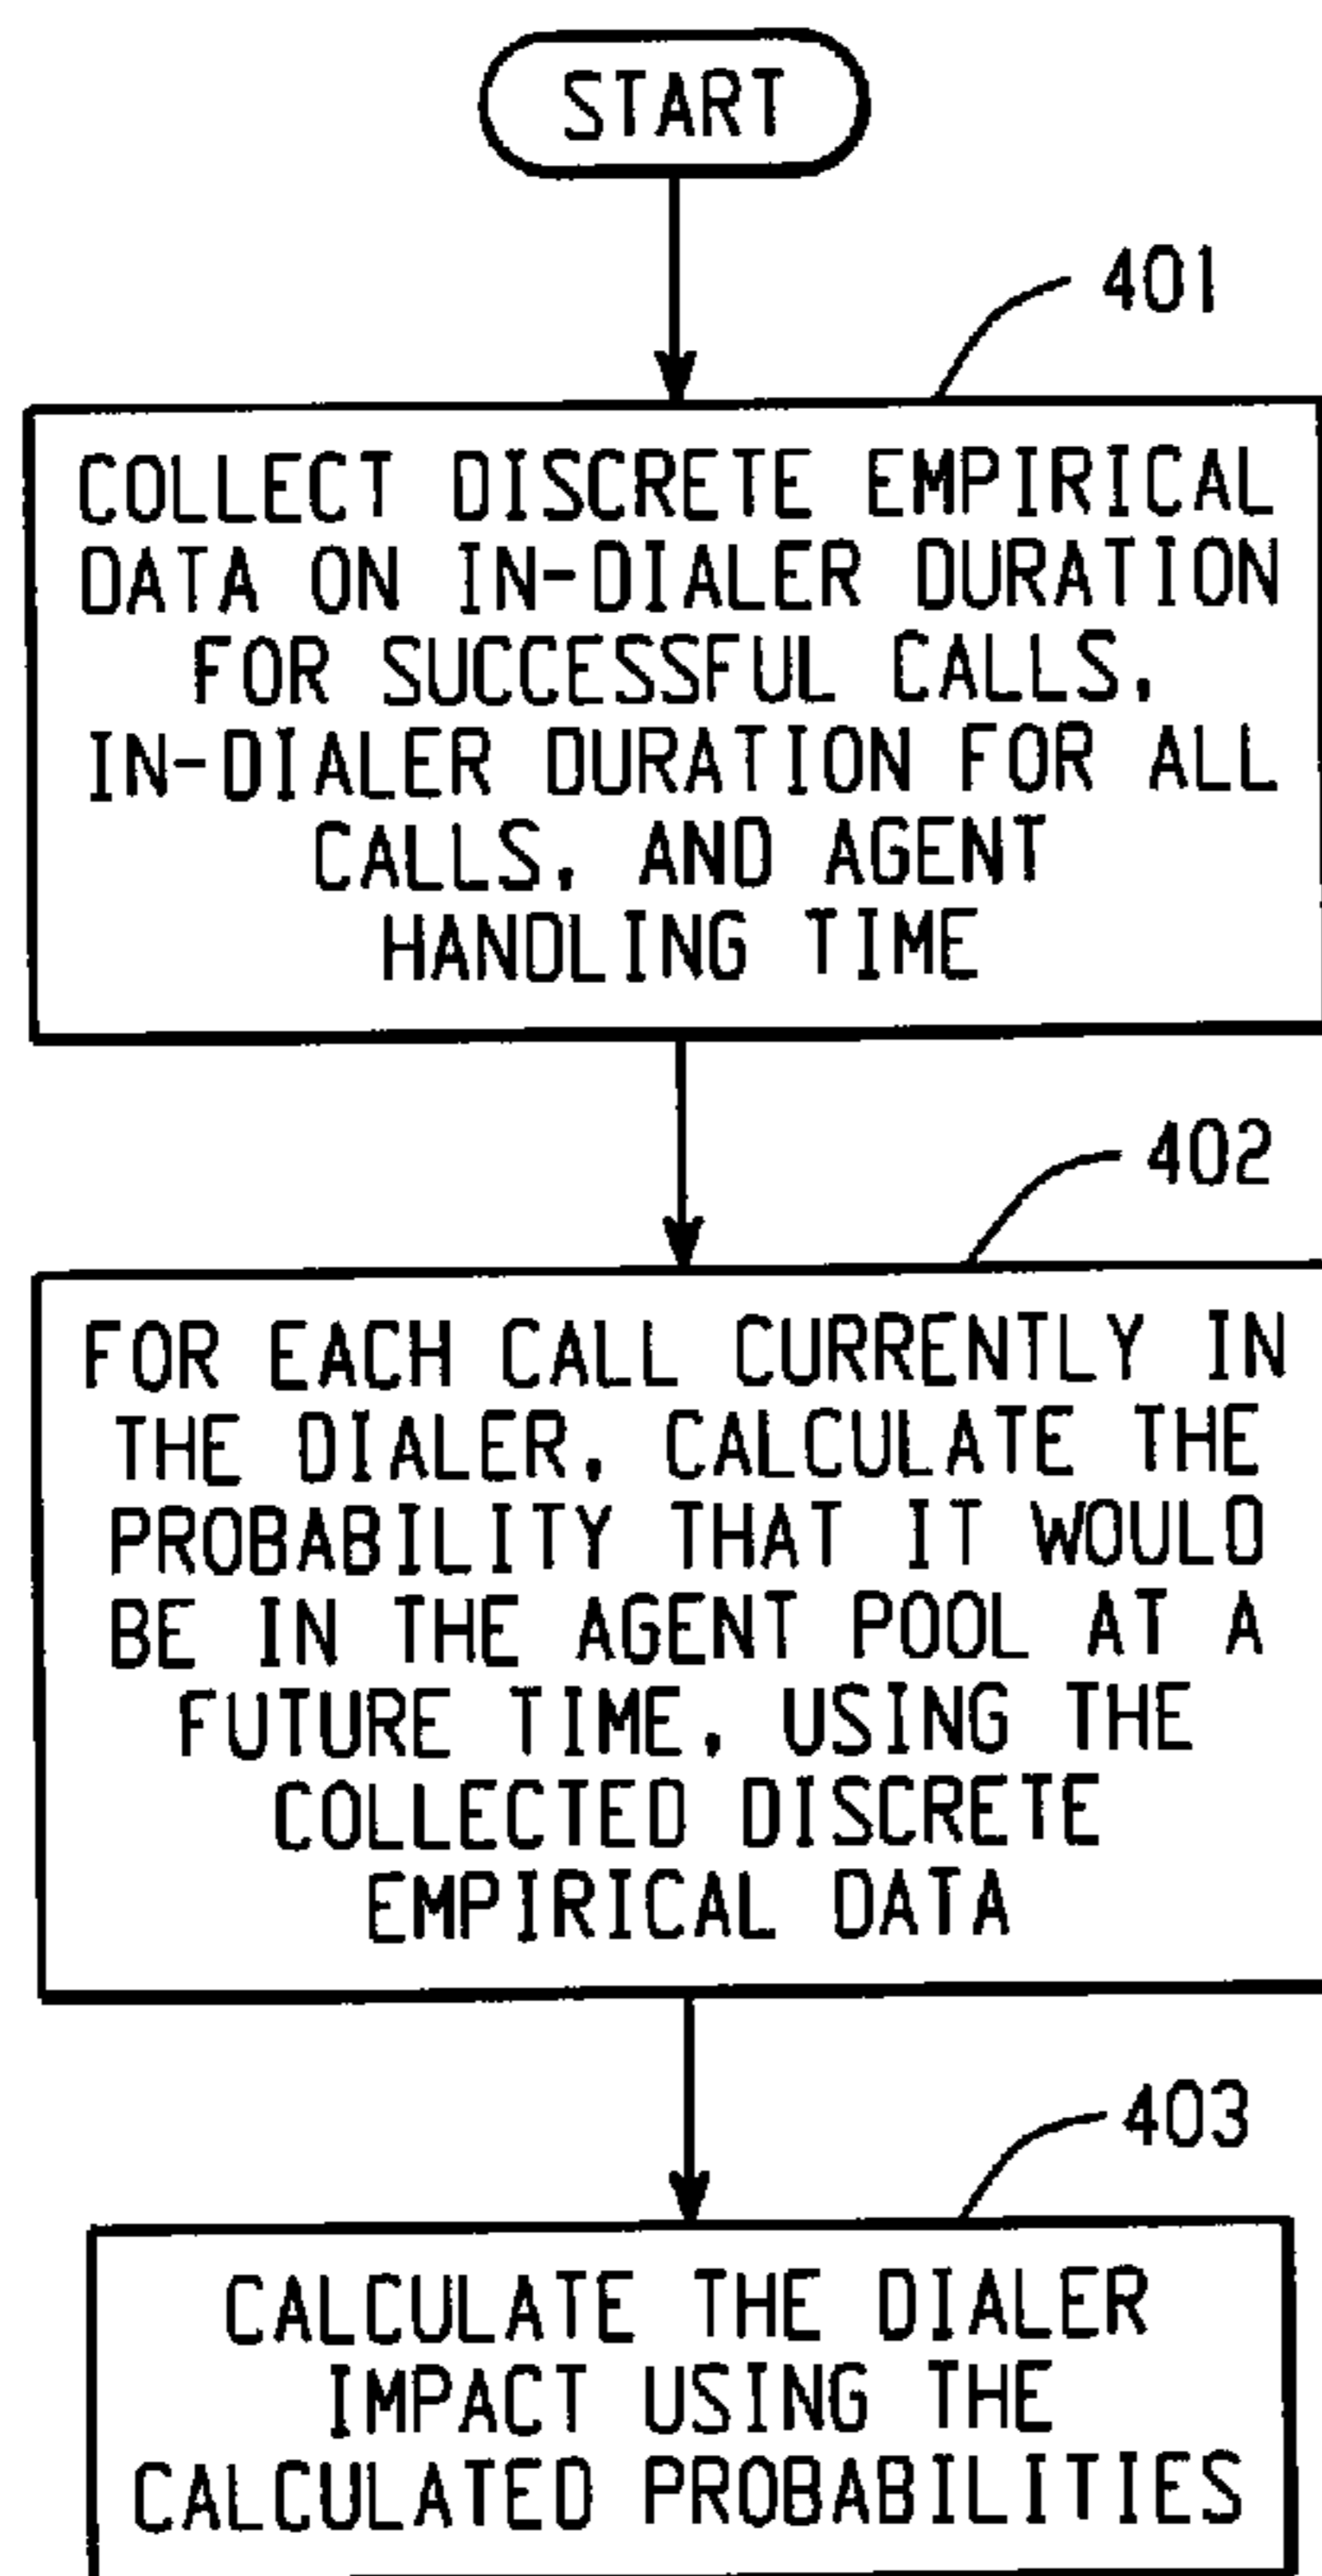 START
401
COLLECT DISCRETE EMPIRICAL
DATA ON IN-DIALER DURATION
FOR SUCCESSFUL CALLS,
IN-DIALER DURATION FOR ALL
CALLS, AND AGENT
HANDLING TIME
402
FOR EACH CALL CURRENTLY IN
THE DIALER, CALCULATE THE
PROBABILITY THAT IT WOULD
BE IN THE AGENT POOL AT A
FUTURE TIME, USING THE
COLLECTED DISCRETE
EMPIRICAL DATA
403
CALCULATE THE DIALER
IMPACT USING THE
CALCULATED PROBABILITIES